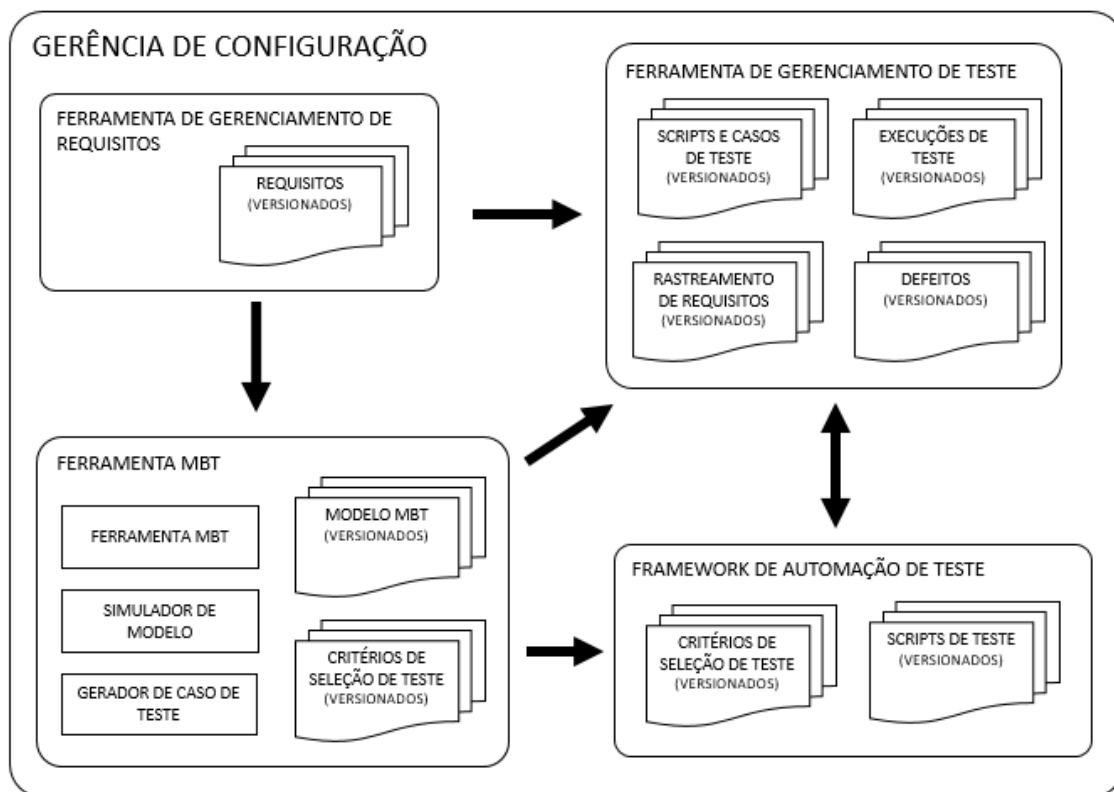 GERÊNCIA DE CONFIGURAÇÃO
FERRAMENTA DE GERENCIAMENTO DE
REQUISITOS
REQUISITOS
(VERSIONADOS)
FERRAMENTA DE GERENCIAMENTO DE TESTE
SCRIPTS E CASOS
DE TESTE
(VERSIONADOS)
EXECUÇÕES DE
TESTE
(VERSIONADOS)
RASTREAMENTO
DE REQUISITOS
(VERSIONADOS)
DEFEITOS
(VERSIONADOS)
FERRAMENTA MBT
FERRAMENTA MBT
SIMULADOR DE
MODELO
GERADOR DE CASO DE
TESTE
MODELO MBT
(VERSIONADOS)
CRITÉRIOS DE
SELEÇÃO DE TESTE
(VERSIONADOS)
FRAMEWORK DE AUTOMAÇÃO DE TESTE
CRITÉRIOS DE
SELEÇÃO DE TESTE
(VERSIONADOS)
SCRIPTS DE TESTE
(VERSIONADOS)